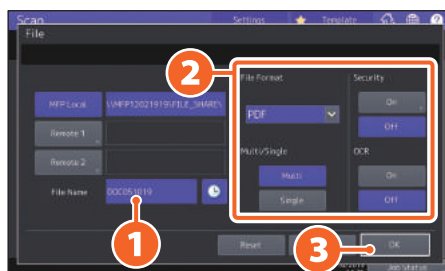 Scan
Settings
Template
File
2
File Format
Security
MFP Local
\\MFP12021919\FILE_SHARE\
PDF
On
Off
Remote 1
Multi/Single
OCR
Remote 2
Multi
On
File Name
DOC051019
Single
Off
1
Reset
3
OK
Job Status